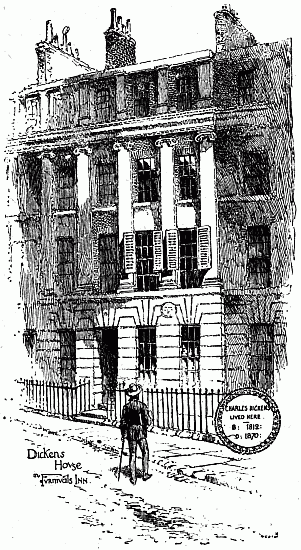 CHARLES DICKENS
LIVED HERE
B: 1812:
D: 1870:
Dickens
House
in
Furnivals Inn.